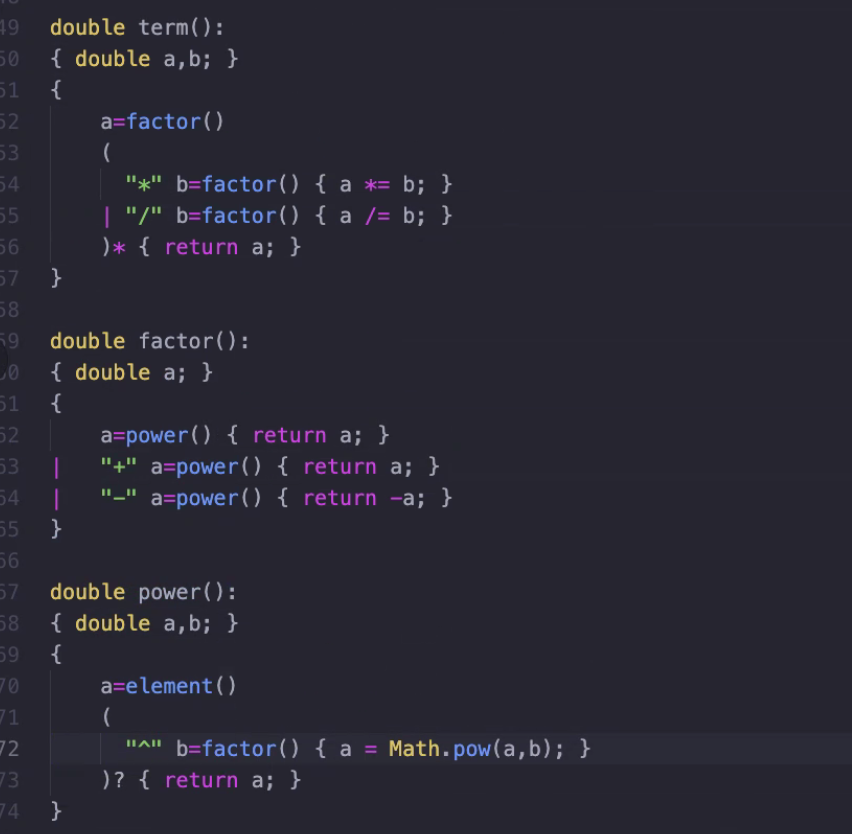 49 double term():
50 { double a,b; }
51 {
52     a=factor()
53     (
54       "*" b=factor() { a *= b; }
55     | "/" b=factor() { a /= b; }
56     )* { return a; }
57 }
58
59 double factor():
60 { double a; }
61 {
62     a=power() { return a; }
63 |   "+" a=power() { return a; }
64 |   "-" a=power() { return -a; }
65 }
66
67 double power():
68 { double a,b; }
69 {
70     a=element()
71     (
72       "^" b=factor() { a = Math.pow(a,b); }
73     )? { return a; }
74 }